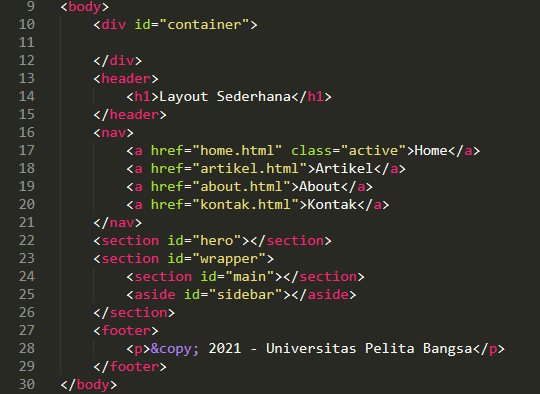 9 <body>
10     <div id="container">
11
12     </div>
13     <header>
14         <h1>Layout Sederhana</h1>
15     </header>
16     <nav>
17         <a href="home.html" class="active">Home</a>
18         <a href="artikel.html">Artikel</a>
19         <a href="about.html">About</a>
20         <a href="kontak.html">Kontak</a>
21     </nav>
22     <section id="hero"></section>
23     <section id="wrapper">
24         <section id="main"></section>
25         <aside id="sidebar"></aside>
26     </section>
27     <footer>
28         <p>&copy; 2021 - Universitas Pelita Bangsa</p>
29     </footer>
30 </body>